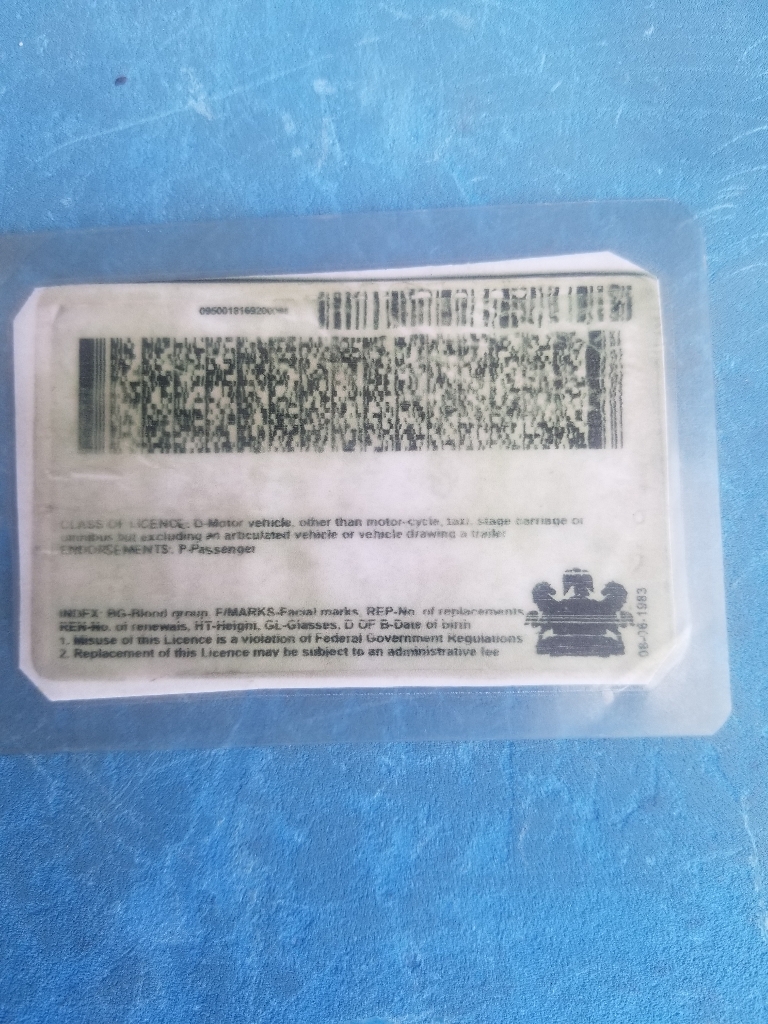 CLASS OF LICENCE: D-Motor vehicle, other than motor-cycle, taxi, stage carriage or
omnibus but excluding an articulated vehicle or vehicle drawing a trailer
ENDORSEMENTS: P-Passenger
INDEX: BG-Blood group, F/MARKS-Facial marks, REP-No. of replacements,
REN-No. of renewals, HT-Height, GL-Glasses, D OF B-Date of birth
1. Misuse of this Licence is a violation of Federal Government Regulations
2. Replacement of this Licence may be subject to an administrative fee
08-06-1983